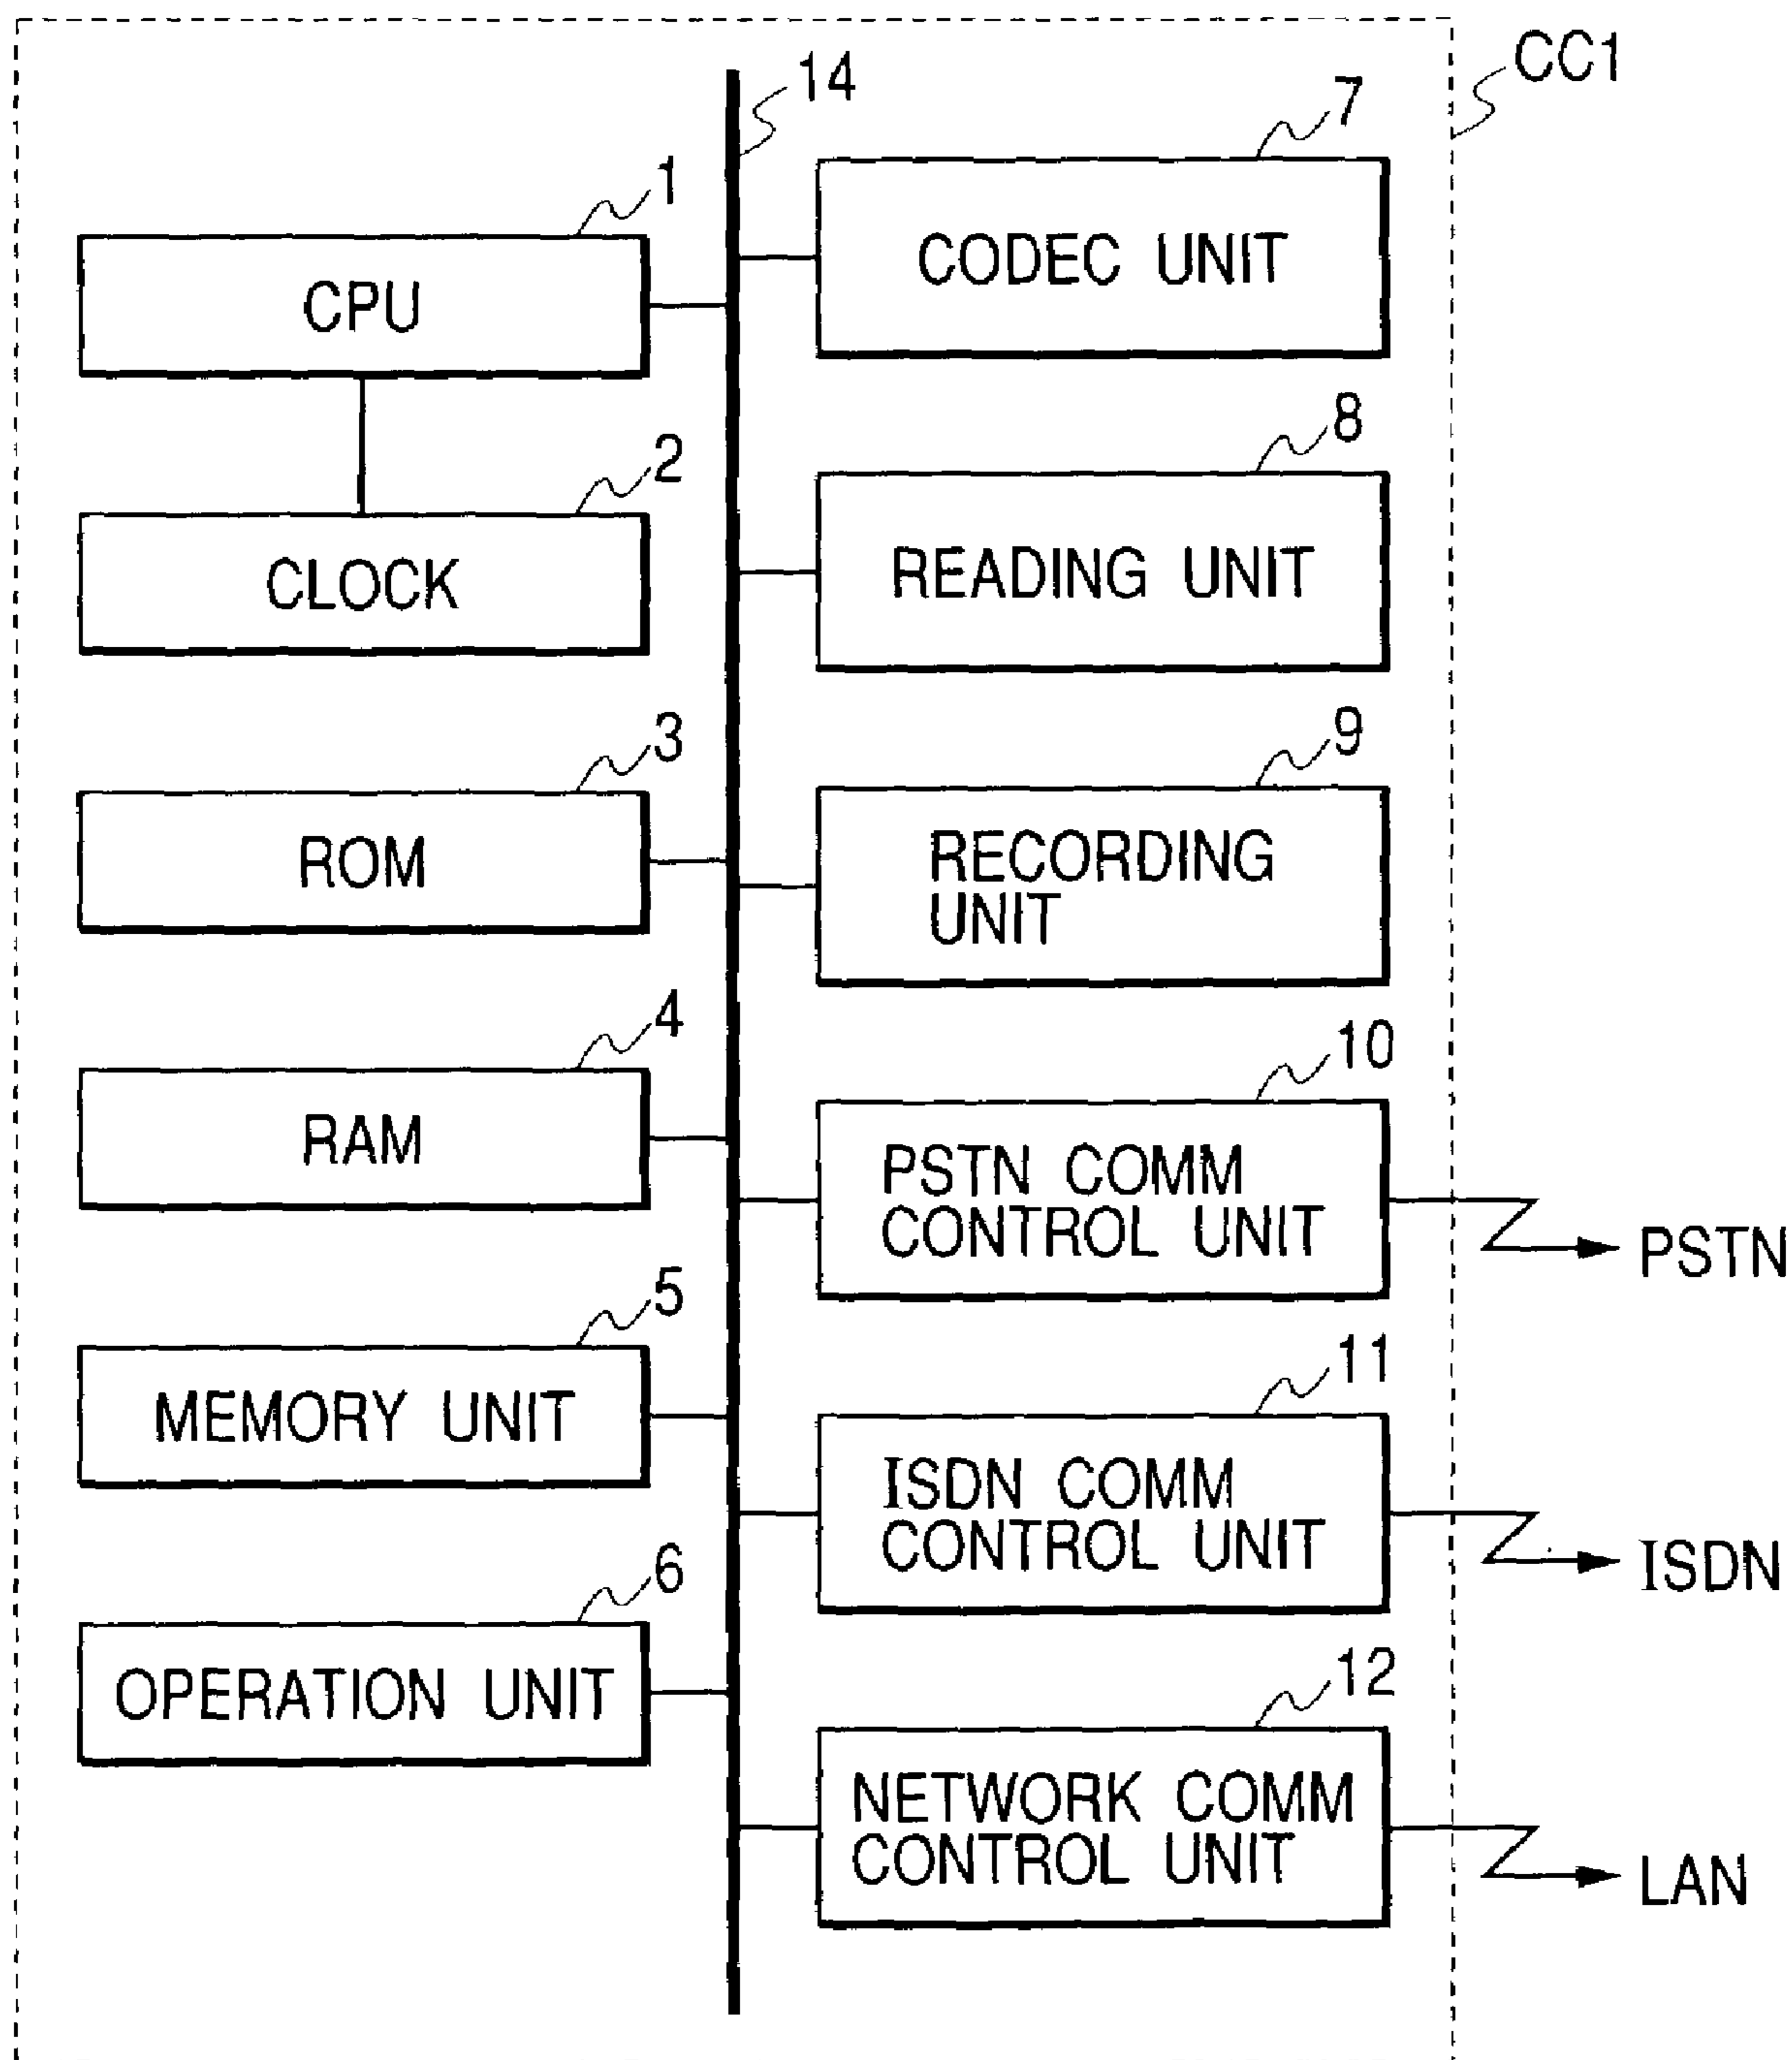 CC1
14
1
CPU
2
CLOCK
3
ROM
4
RAM
5
MEMORY UNIT
6
OPERATION UNIT
7
CODEC UNIT
8
READING UNIT
9
RECORDING
UNIT
10
PSTN COMM
CONTROL UNIT
PSTN
11
ISDN COMM
CONTROL UNIT
ISDN
12
NETWORK COMM
CONTROL UNIT
LAN